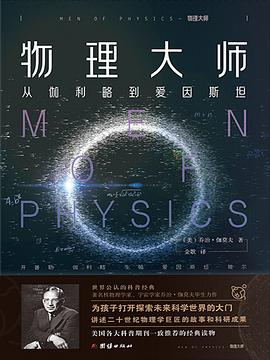 MEN OF PHYSICS— 物理大师
物理大师
从伽利略到爱因斯坦
MEN
OF
PHYSICS
（美）乔治·伽莫夫 著
金歌 译
开普勒 伽利略 牛顿 爱因斯坦 玻尔
世界公认的科普经典
著名核物理学家、宇宙学家乔治·伽莫夫毕生力作
为孩子打开探索未来科学世界的大门
讲述二十世纪物理学巨匠的故事和科研成果
美国各大科普期刊一致推荐的经典读物
团结出版社